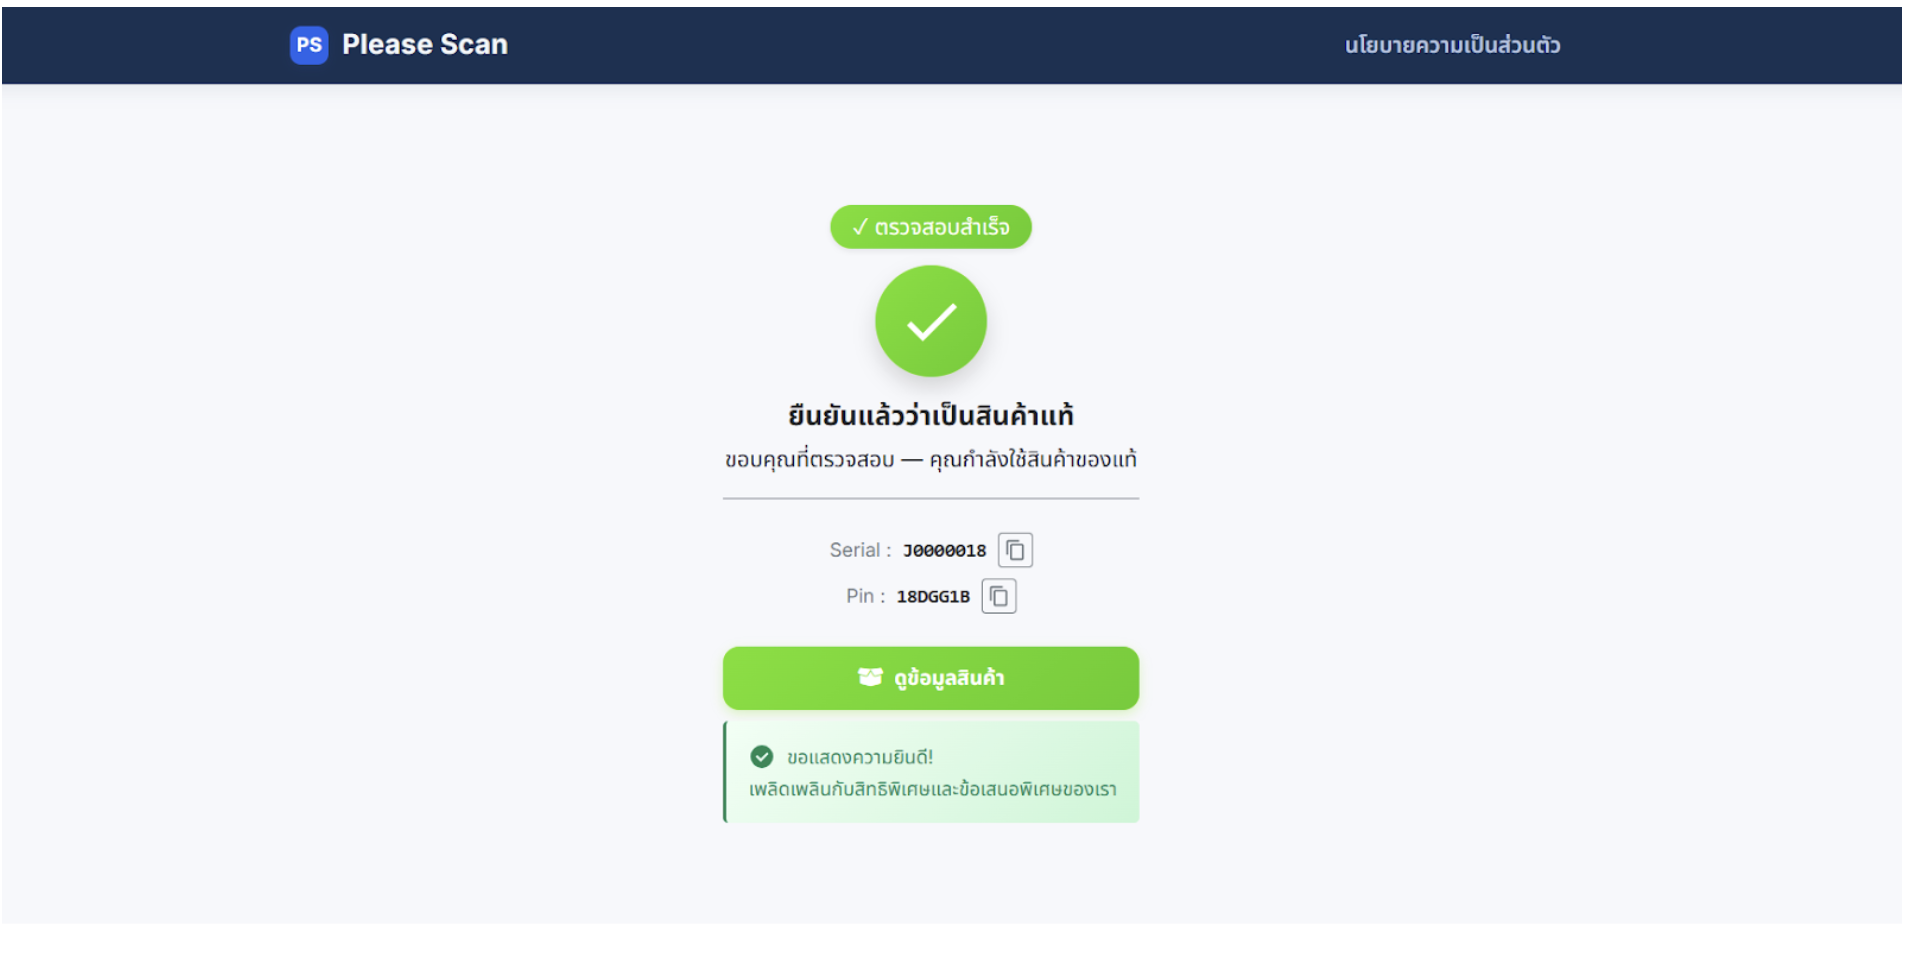 PS Please Scan
นโยบายความเป็นส่วนตัว
✓ ตรวจสอบสำเร็จ
ยืนยันแล้วว่าเป็นสินค้าแท้
ขอบคุณที่ตรวจสอบ — คุณกำลังใช้สินค้าของแท้
Serial : J0000018
Pin : 18DGG1B
ดูข้อมูลสินค้า
ขอแสดงความยินดี!
เพลิดเพลินกับสิทธิพิเศษและข้อเสนอพิเศษของเรา